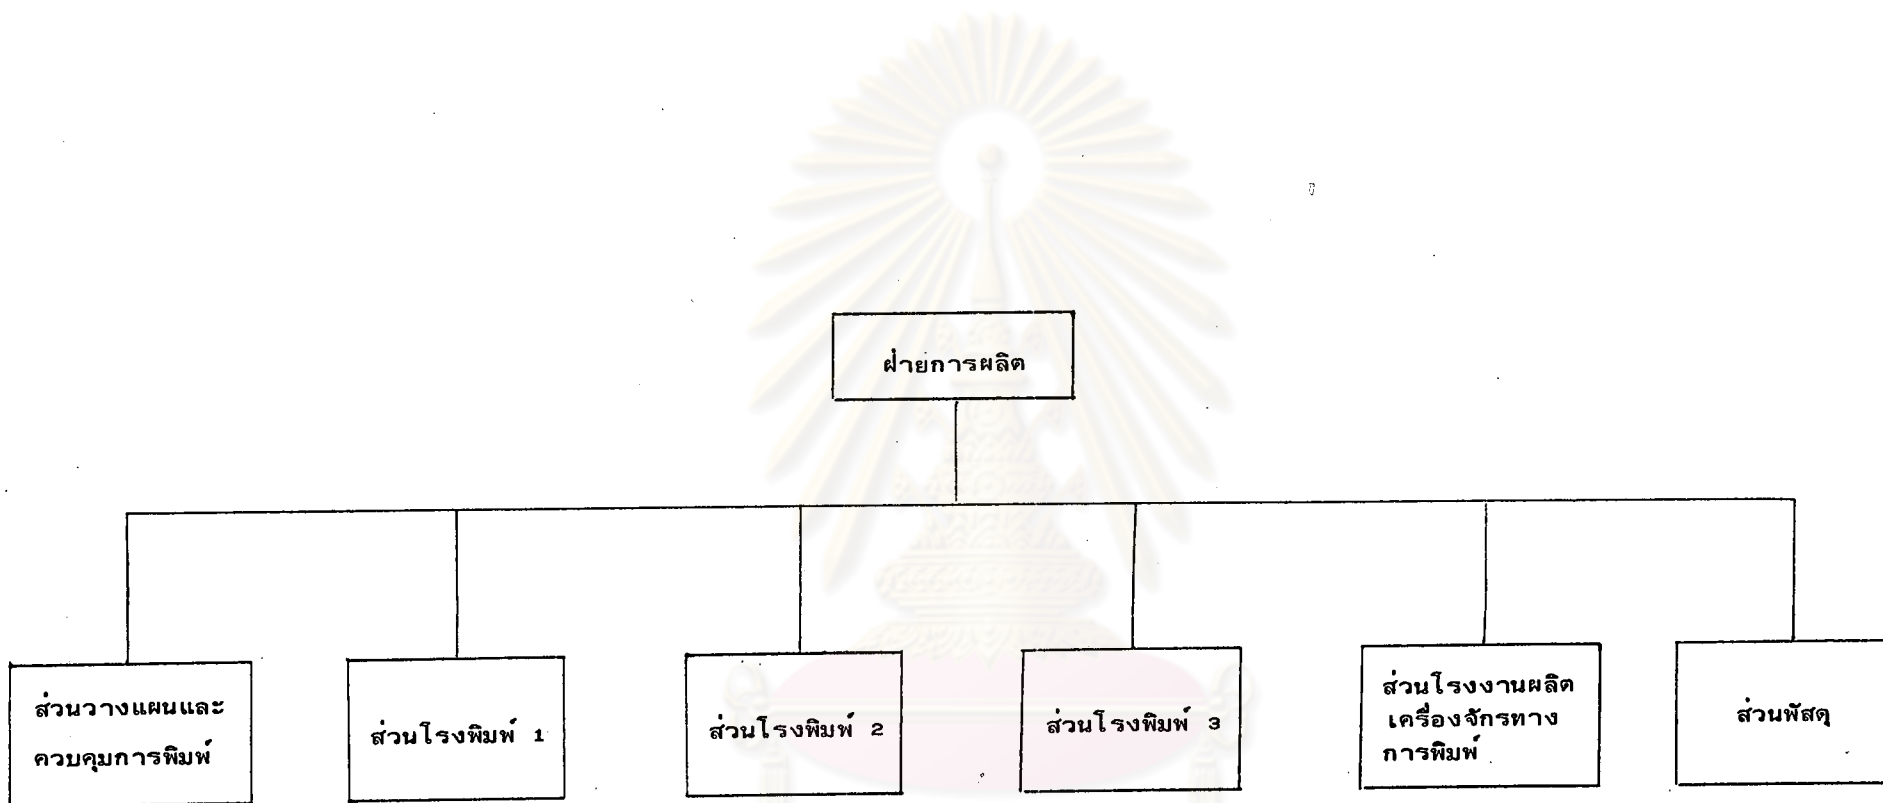 ฝ่ายการผลิต
ส่วนวางแผนและ
ควบคุมการพิมพ์
ส่วนโรงพิมพ์ 1
ส่วนโรงพิมพ์ 2
ส่วนโรงพิมพ์ 3
ส่วนโรงงานผลิต
เครื่องจักรทาง
การพิมพ์
ส่วนพัสดุ